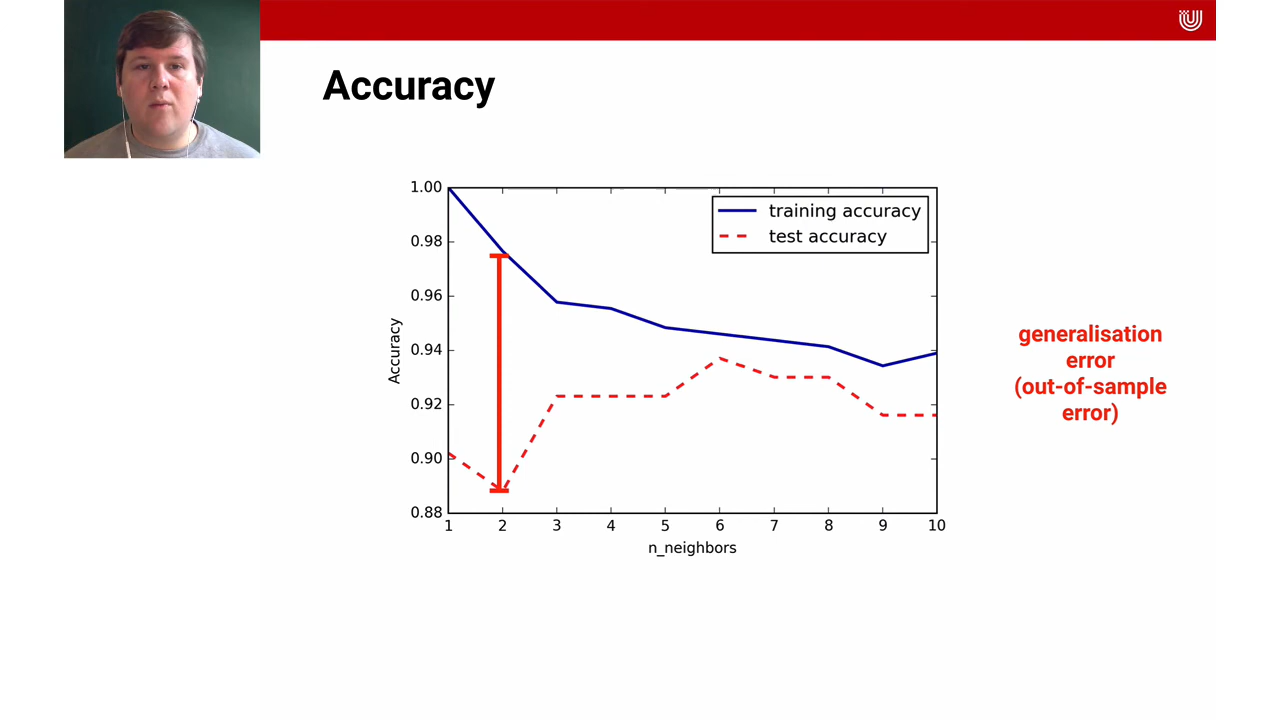 Accuracy
1.00
0.98
0.96
0.94
0.92
0.90
0.88
Accuracy
training accuracy
test accuracy
1 2 3 4 5 6 7 8 9 10
n_neighbors
generalisation
error
(out-of-sample
error)